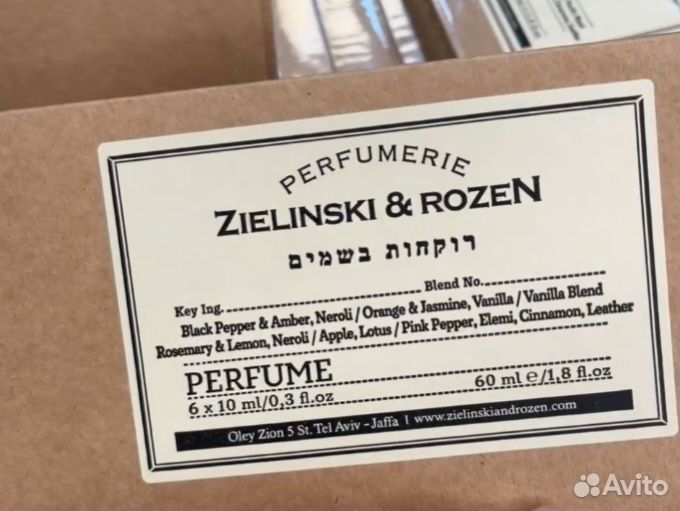 PERFUMERIE
ZIELINSKI & ROZEN
רוקחות בשמים
Key Ing. Blend No.
Black Pepper & Amber, Neroli / Orange & Jasmine, Vanilla / Vanilla Blend
Rosemary & Lemon, Neroli / Apple, Lotus / Pink Pepper, Elemi, Cinnamon, Leather
PERFUME
6 x 10 ml/0,3 fl.oz 60 ml ℮/1,8 fl.oz
Oley Zion 5 St. Tel Aviv - Jaffa | www.zielinskiandrozen.com
Avito